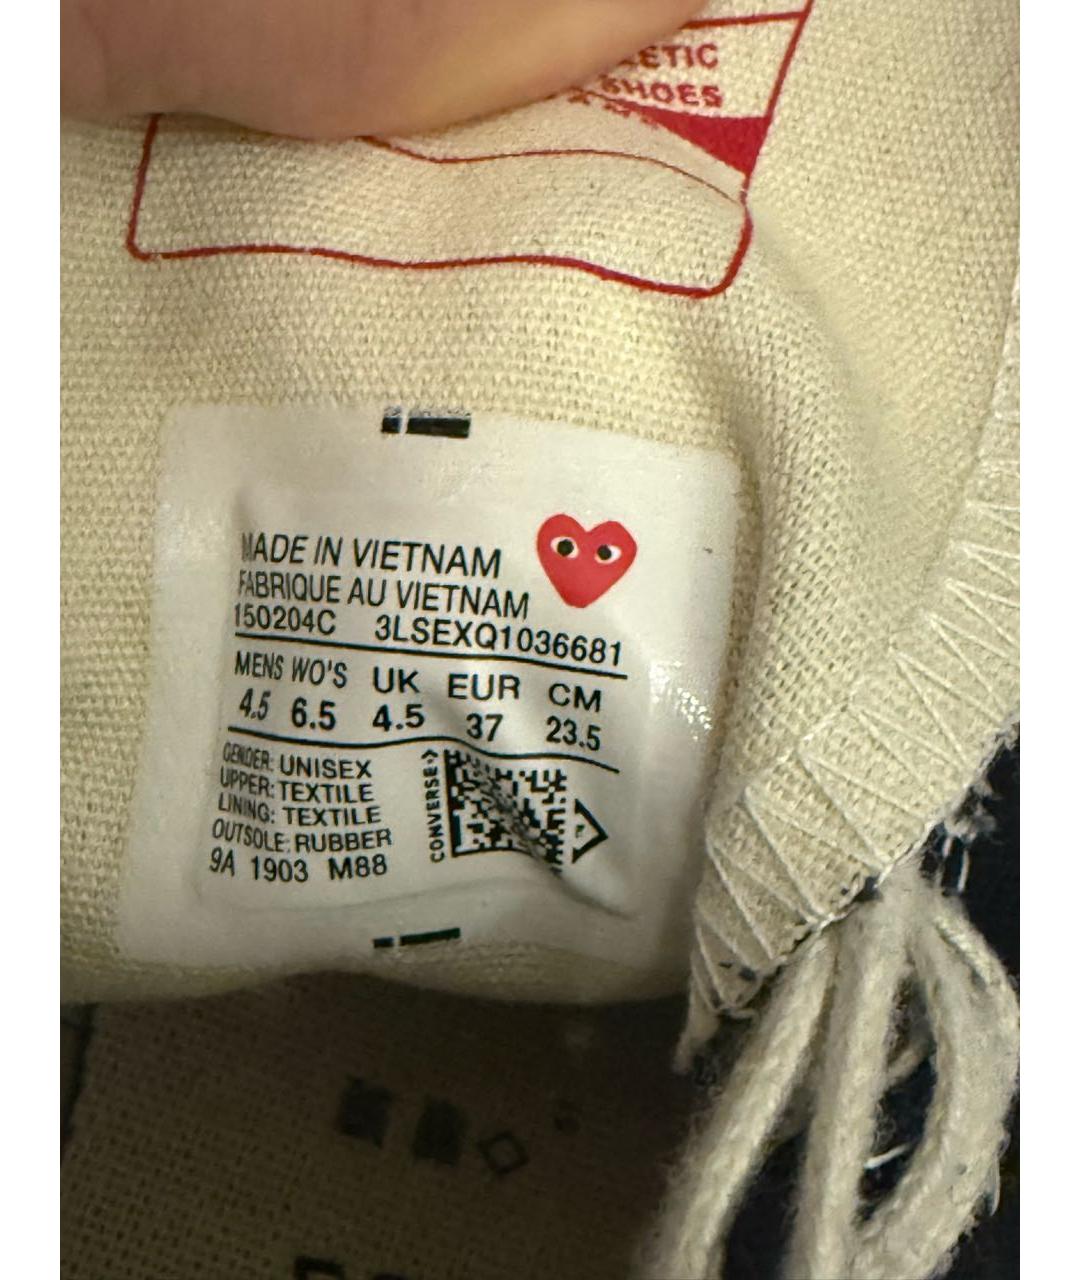 SHOES
MADE IN VIETNAM
FABRIQUE AU VIETNAM
150204C 3LSEXQ1036681
MENS WO'S UK EUR CM
4.5 6.5 4.5 37 23.5
GENDER: UNISEX
UPPER: TEXTILE
LINING: TEXTILE
OUTSOLE: RUBBER
9A 1903 M88
CONVERSE